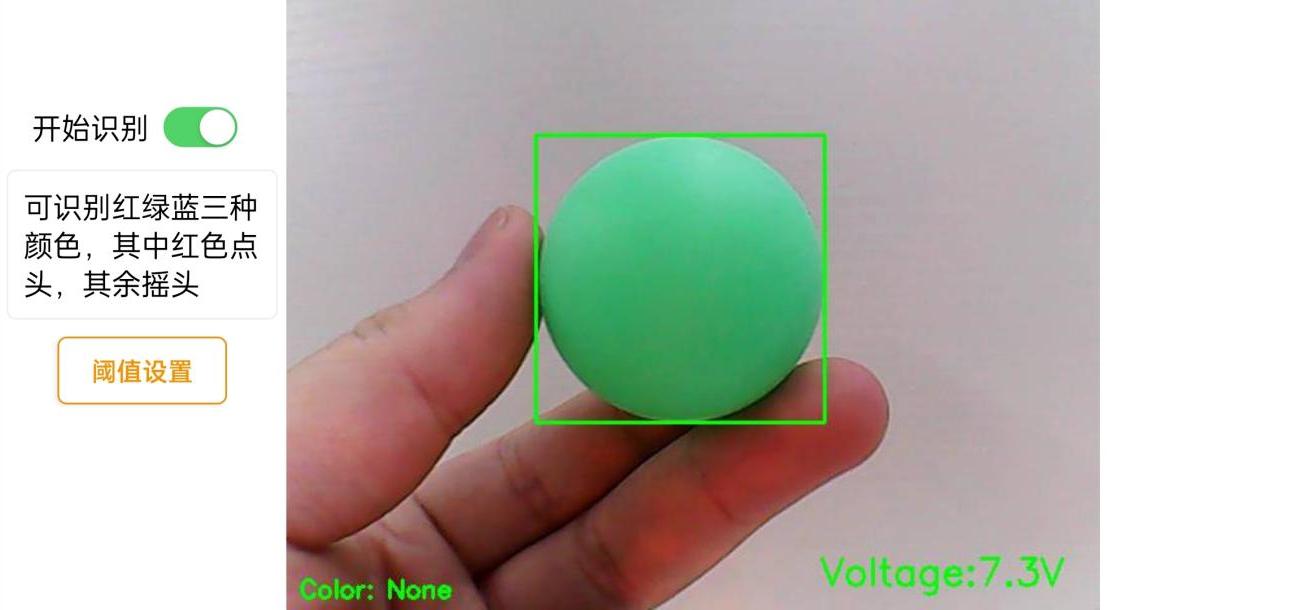 开始识别
可识别红绿蓝三种
颜色，其中红色点
头，其余摇头
阈值设置
Voltage:7.3V
Color: None